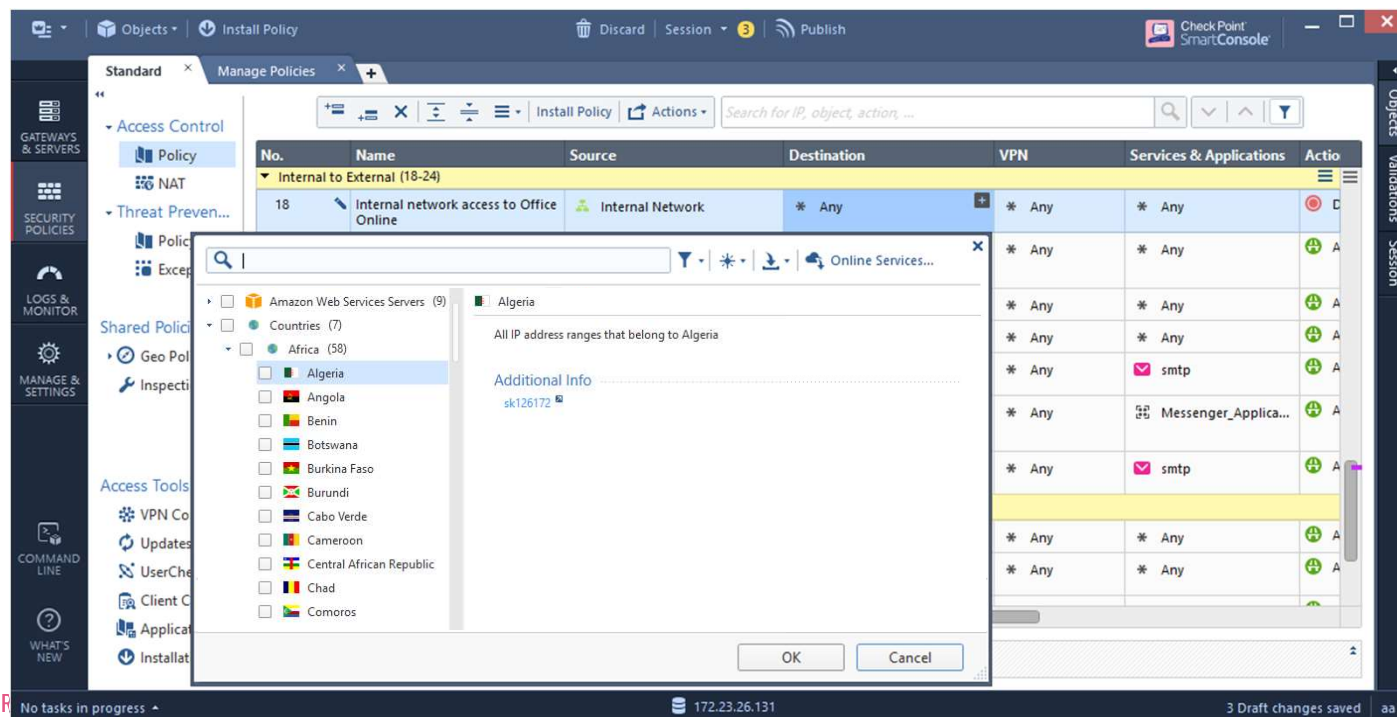 Objects
Install Policy
Discard
Session
3
Publish
Check Point
SmartConsole
Standard
Manage Policies
GATEWAYS
& SERVERS
SECURITY
POLICIES
LOGS &
MONITOR
MANAGE &
SETTINGS
COMMAND
LINE
WHAT'S
NEW
Access Control
Policy
NAT
Threat Preven...
Policy
Excep
Shared Polici
Geo Pol
Inspecti
Access Tools
VPN Co
Updates
UserChe
Client C
Applicat
Installat
Install Policy
Actions
Search for IP, object, action, ...
No. Name Source Destination VPN Services & Applications Actio
Internal to External (18-24)
18 Internal network access to Office Internal Network * Any * Any * Any D
Online
* Any * Any A
* Any * Any A
* Any * Any A
* Any smtp A
* Any Messenger_Applica... A
* Any smtp A
* Any * Any A
* Any * Any A
Online Services...
Amazon Web Services Servers (9)
Countries (7)
Africa (58)
Algeria
Angola
Benin
Botswana
Burkina Faso
Burundi
Cabo Verde
Cameroon
Central African Republic
Chad
Comoros
Algeria
All IP address ranges that belong to Algeria
Additional Info
sk126172
OK
Cancel
Objects
Validations
Session
No tasks in progress
172.23.26.131
3 Draft changes saved
aa